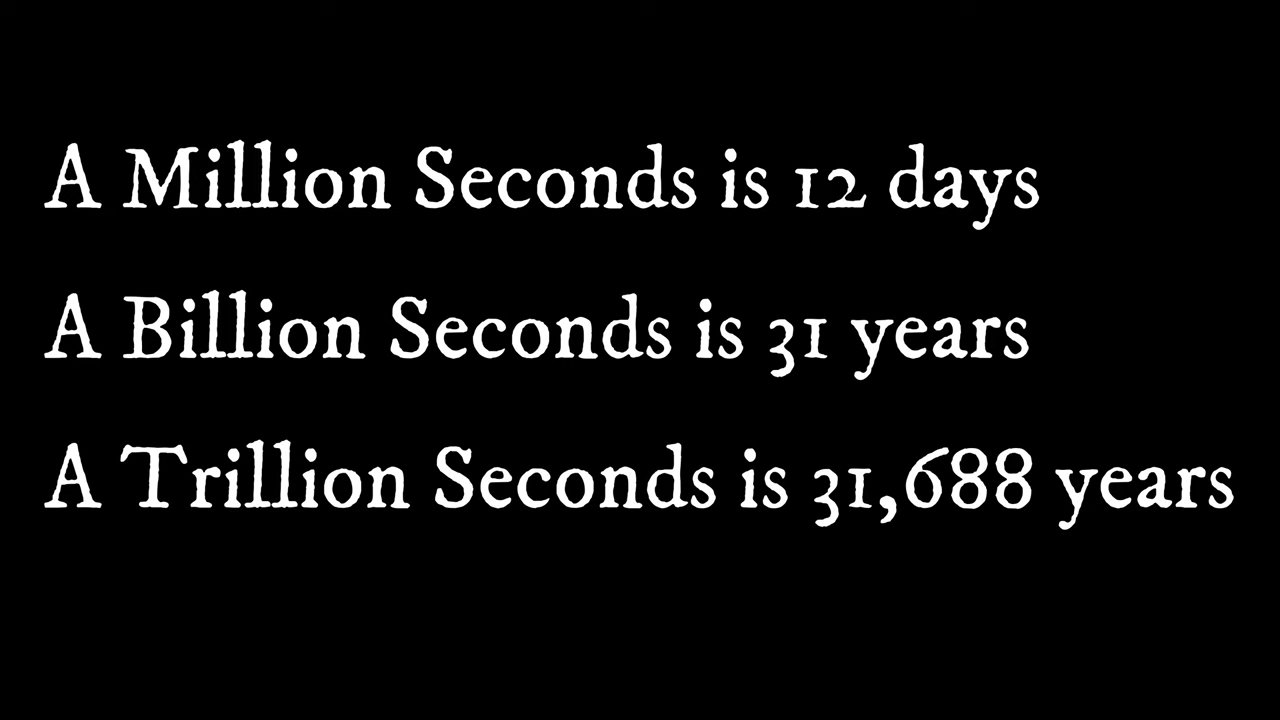 A Million Seconds is 12 days
A Billion Seconds is 31 years
A Trillion Seconds is 31,688 years